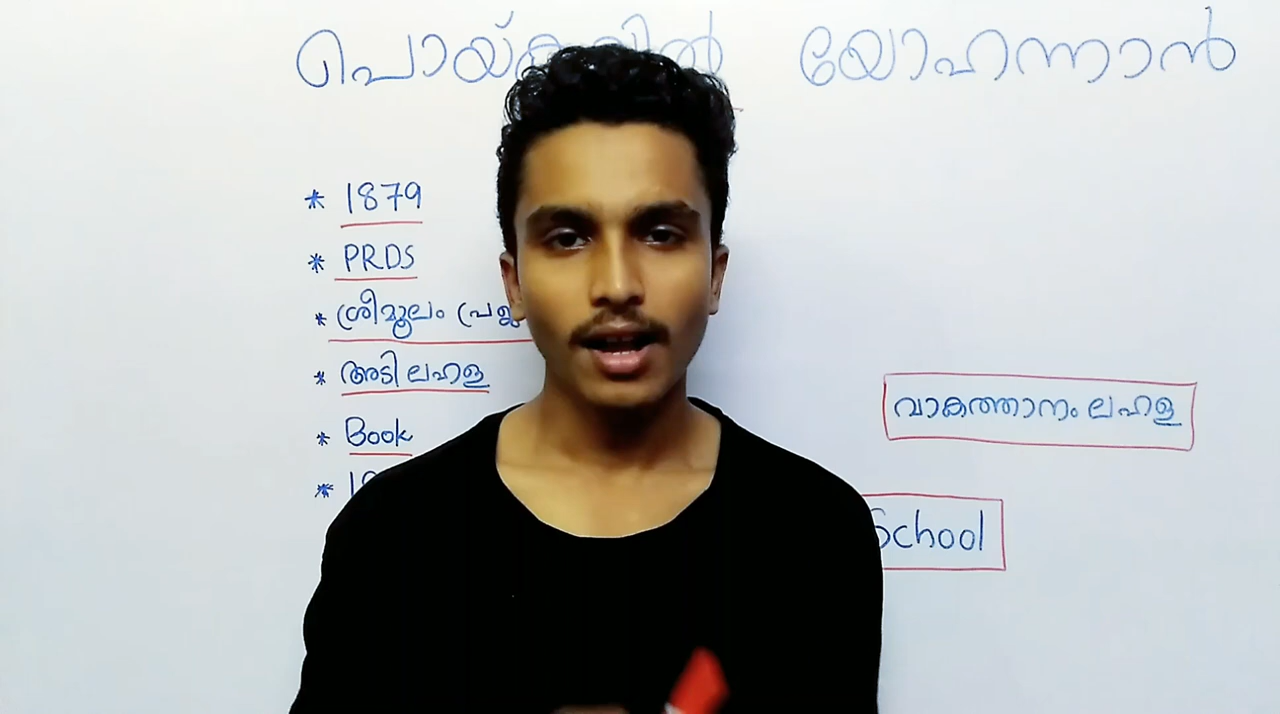 പൊയ്കയിൽ യോഹന്നാൻ
* 1879
* PRDS
* ശ്രീമൂലം
* അടി ലഹള
വാകത്താനം ലഹള
* Book
School